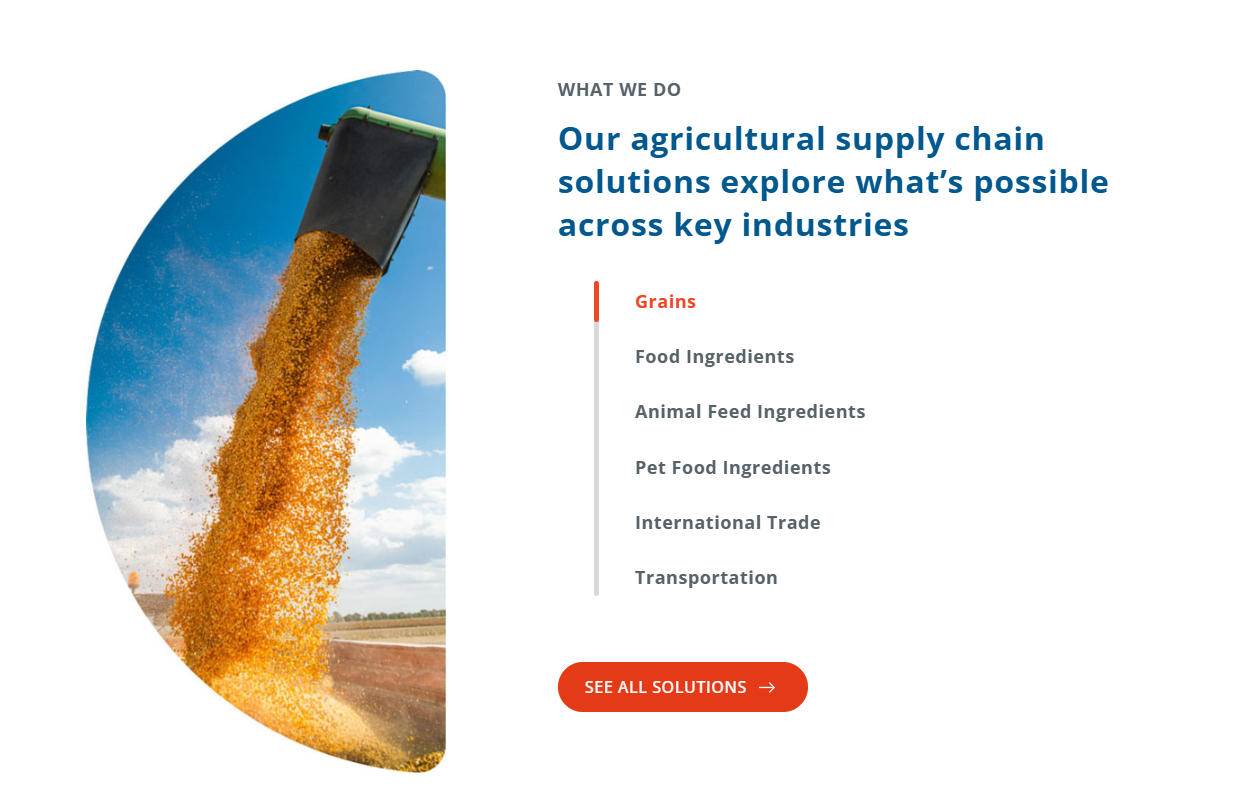 WHAT WE DO
Our agricultural supply chain
solutions explore what’s possible
across key industries
Grains
Food Ingredients
Animal Feed Ingredients
Pet Food Ingredients
International Trade
Transportation
SEE ALL SOLUTIONS